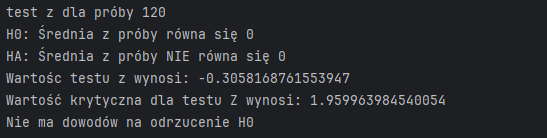 test z dla próby 120
H0: Średnia z próby równa się 0
HA: Średnia z próby NIE równa się 0
Wartośc testu z wynosi: -0.3058168761553947
Wartość krytyczna dla testu Z wynosi: 1.959963984540054
Nie ma dowodów na odrzucenie H0